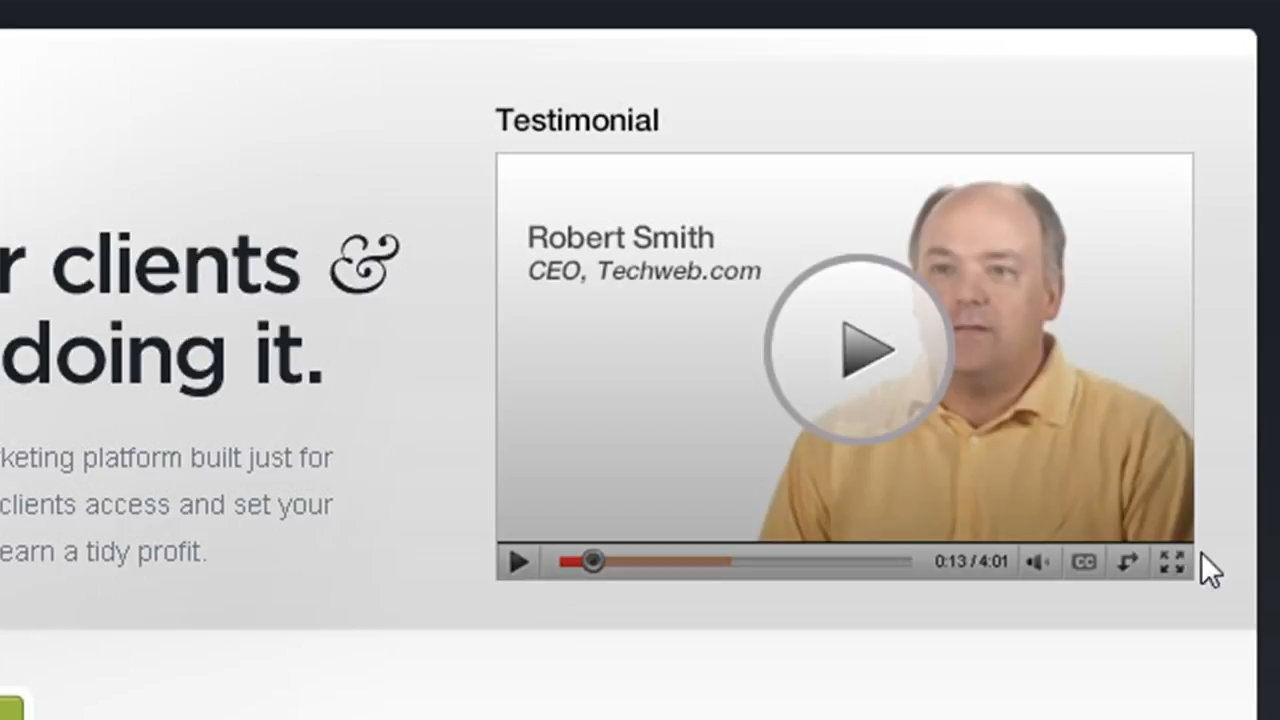 Testimonial
r clients &
doing it.
keting platform built just for
clients access and set your
earn a tidy profit.
Robert Smith
CEO, Techweb.com
0:13 / 4:01
CC